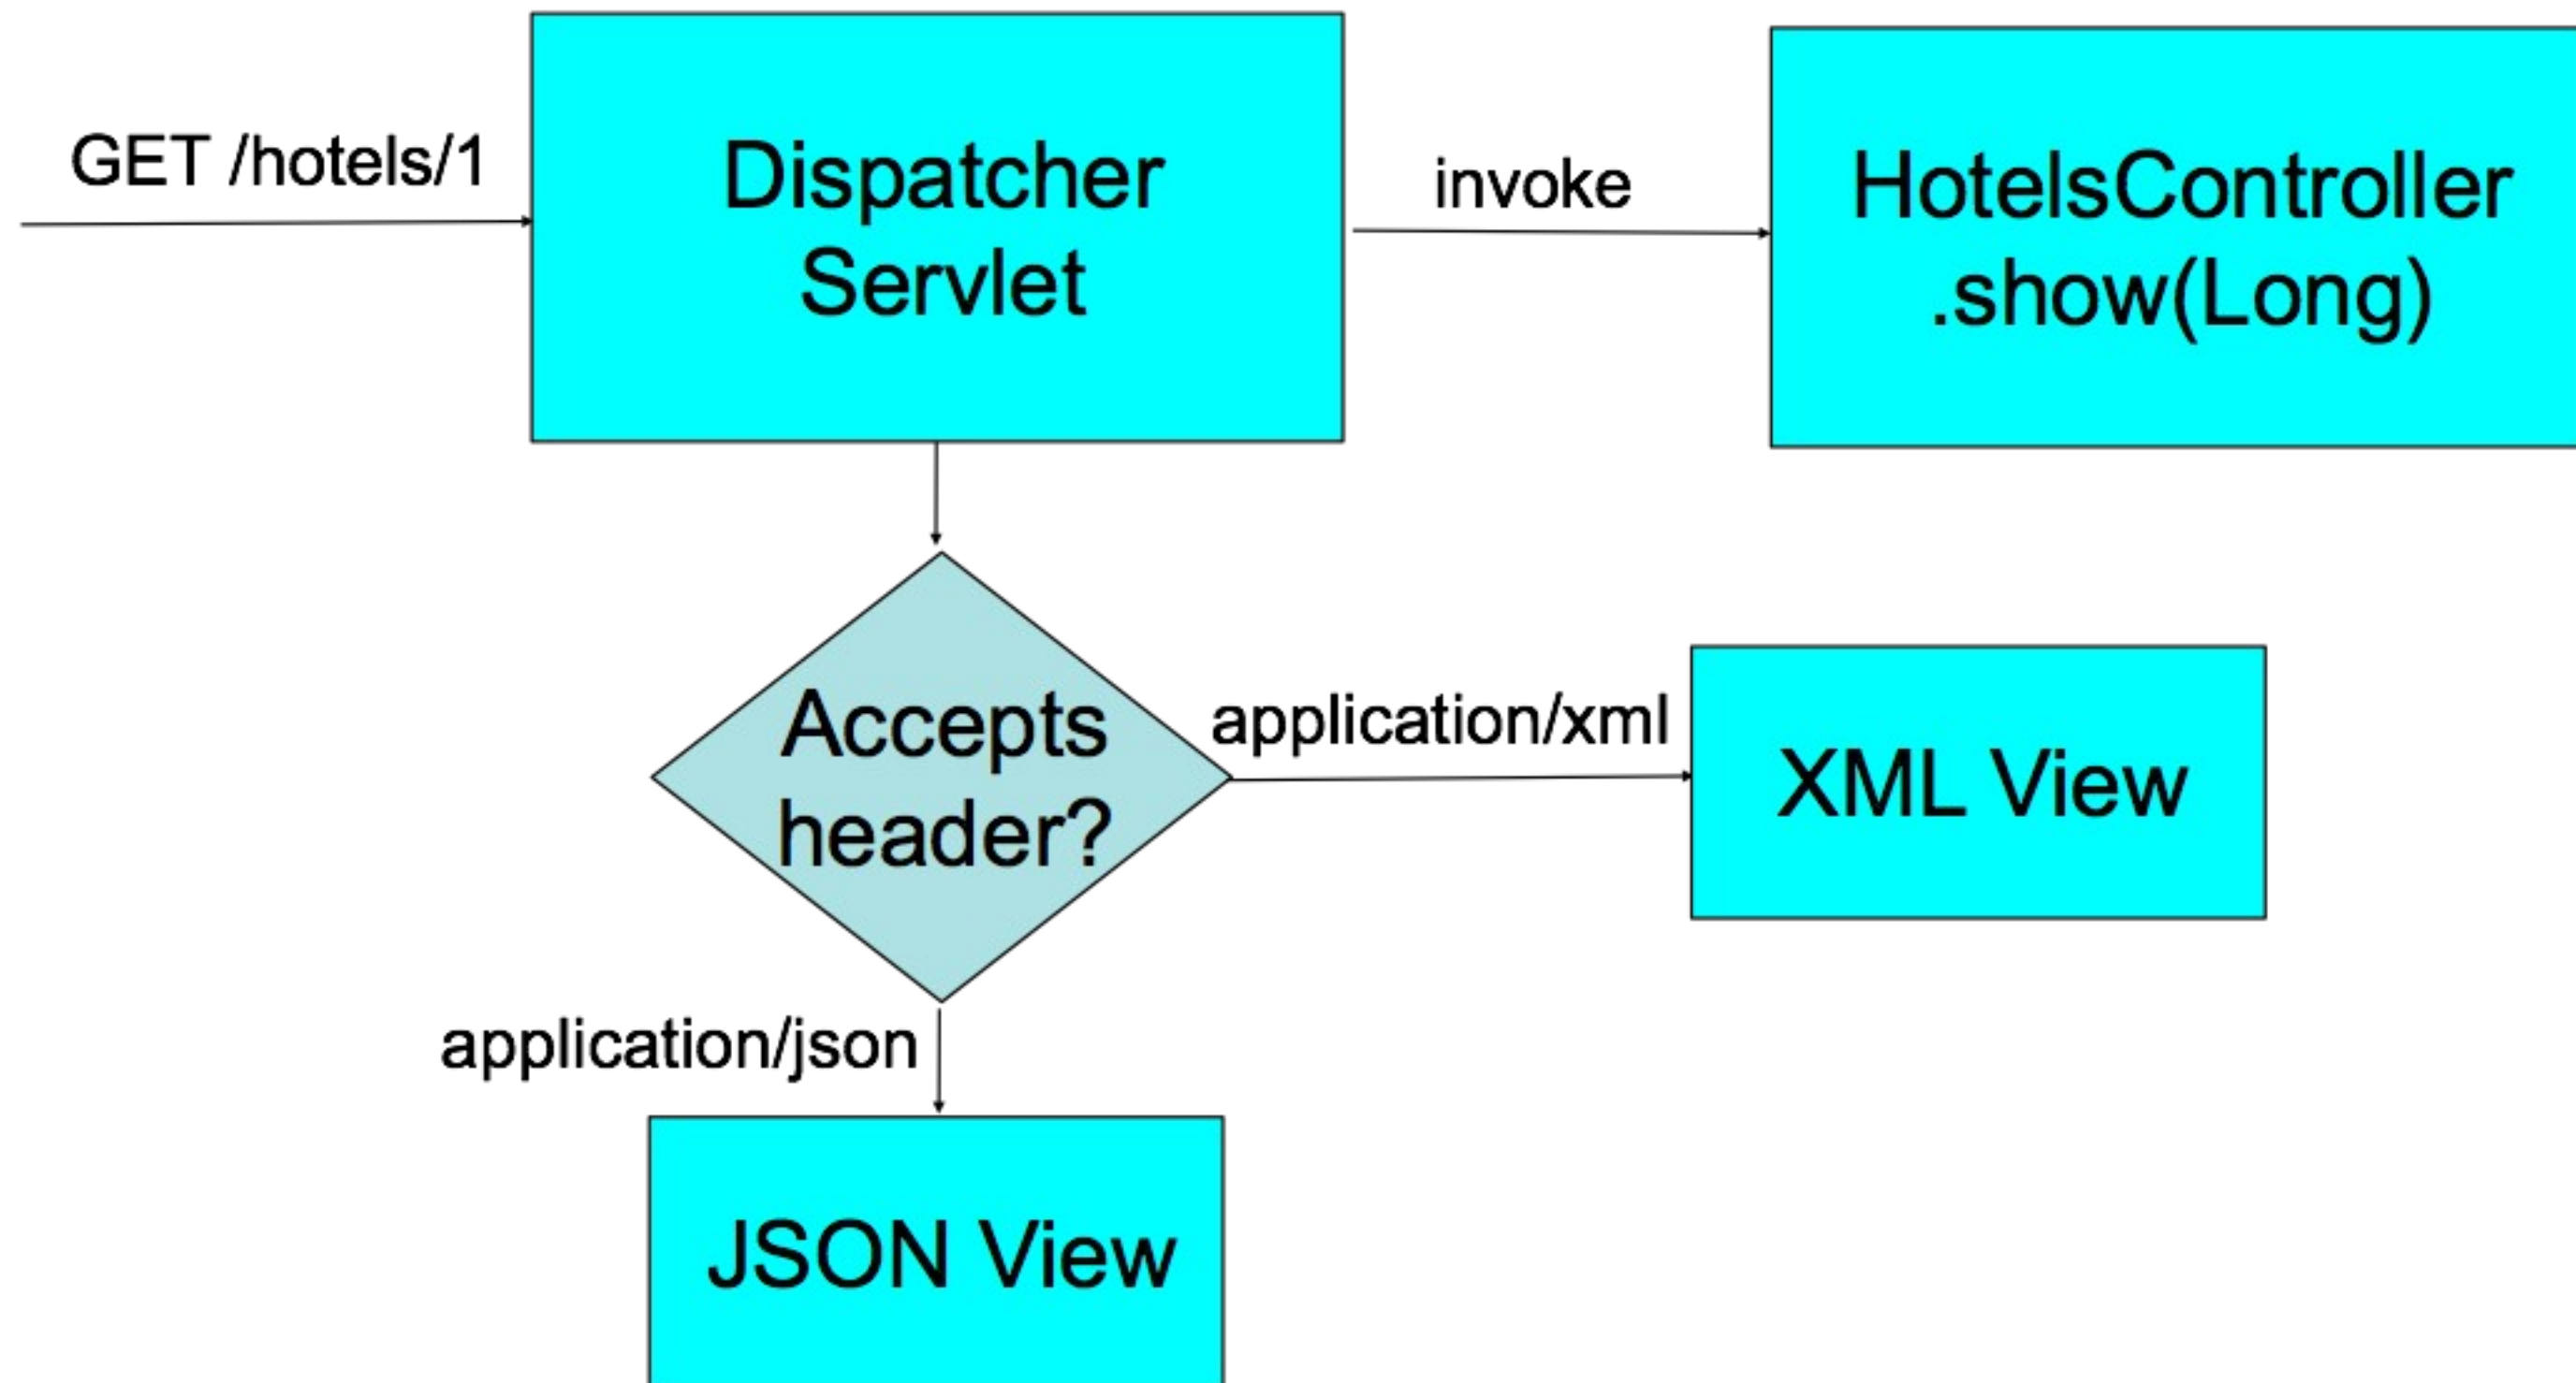 GET /hotels/1
Dispatcher
Servlet
invoke
HotelsController
.show(Long)
Accepts
header?
application/xml
XML View
application/json
JSON View